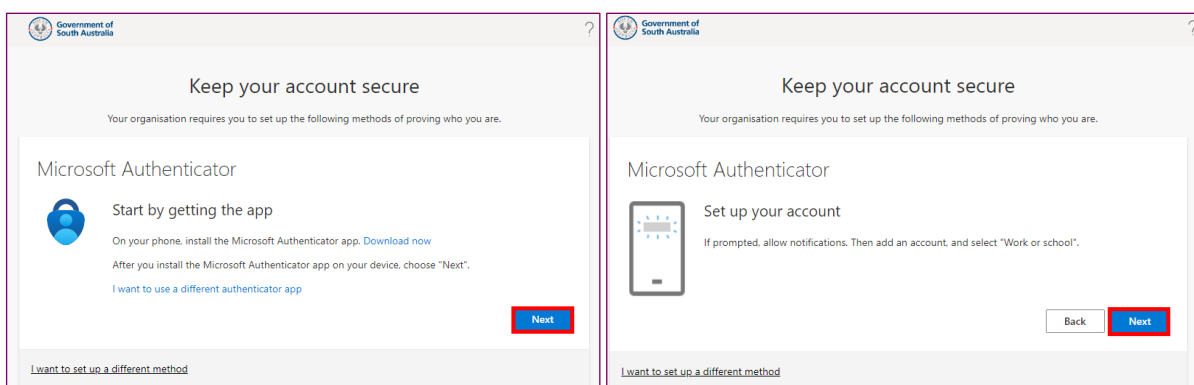 Government of
South Australia
?
Keep your account secure
Your organisation requires you to set up the following methods of proving who you are.
Microsoft Authenticator
Start by getting the app
On your phone, install the Microsoft Authenticator app. Download now
After you install the Microsoft Authenticator app on your device, choose "Next".
I want to use a different authenticator app
Next
I want to set up a different method
Government of
South Australia
?
Keep your account secure
Your organisation requires you to set up the following methods of proving who you are.
Microsoft Authenticator
Set up your account
If prompted, allow notifications. Then add an account, and select "Work or school".
Back
Next
I want to set up a different method